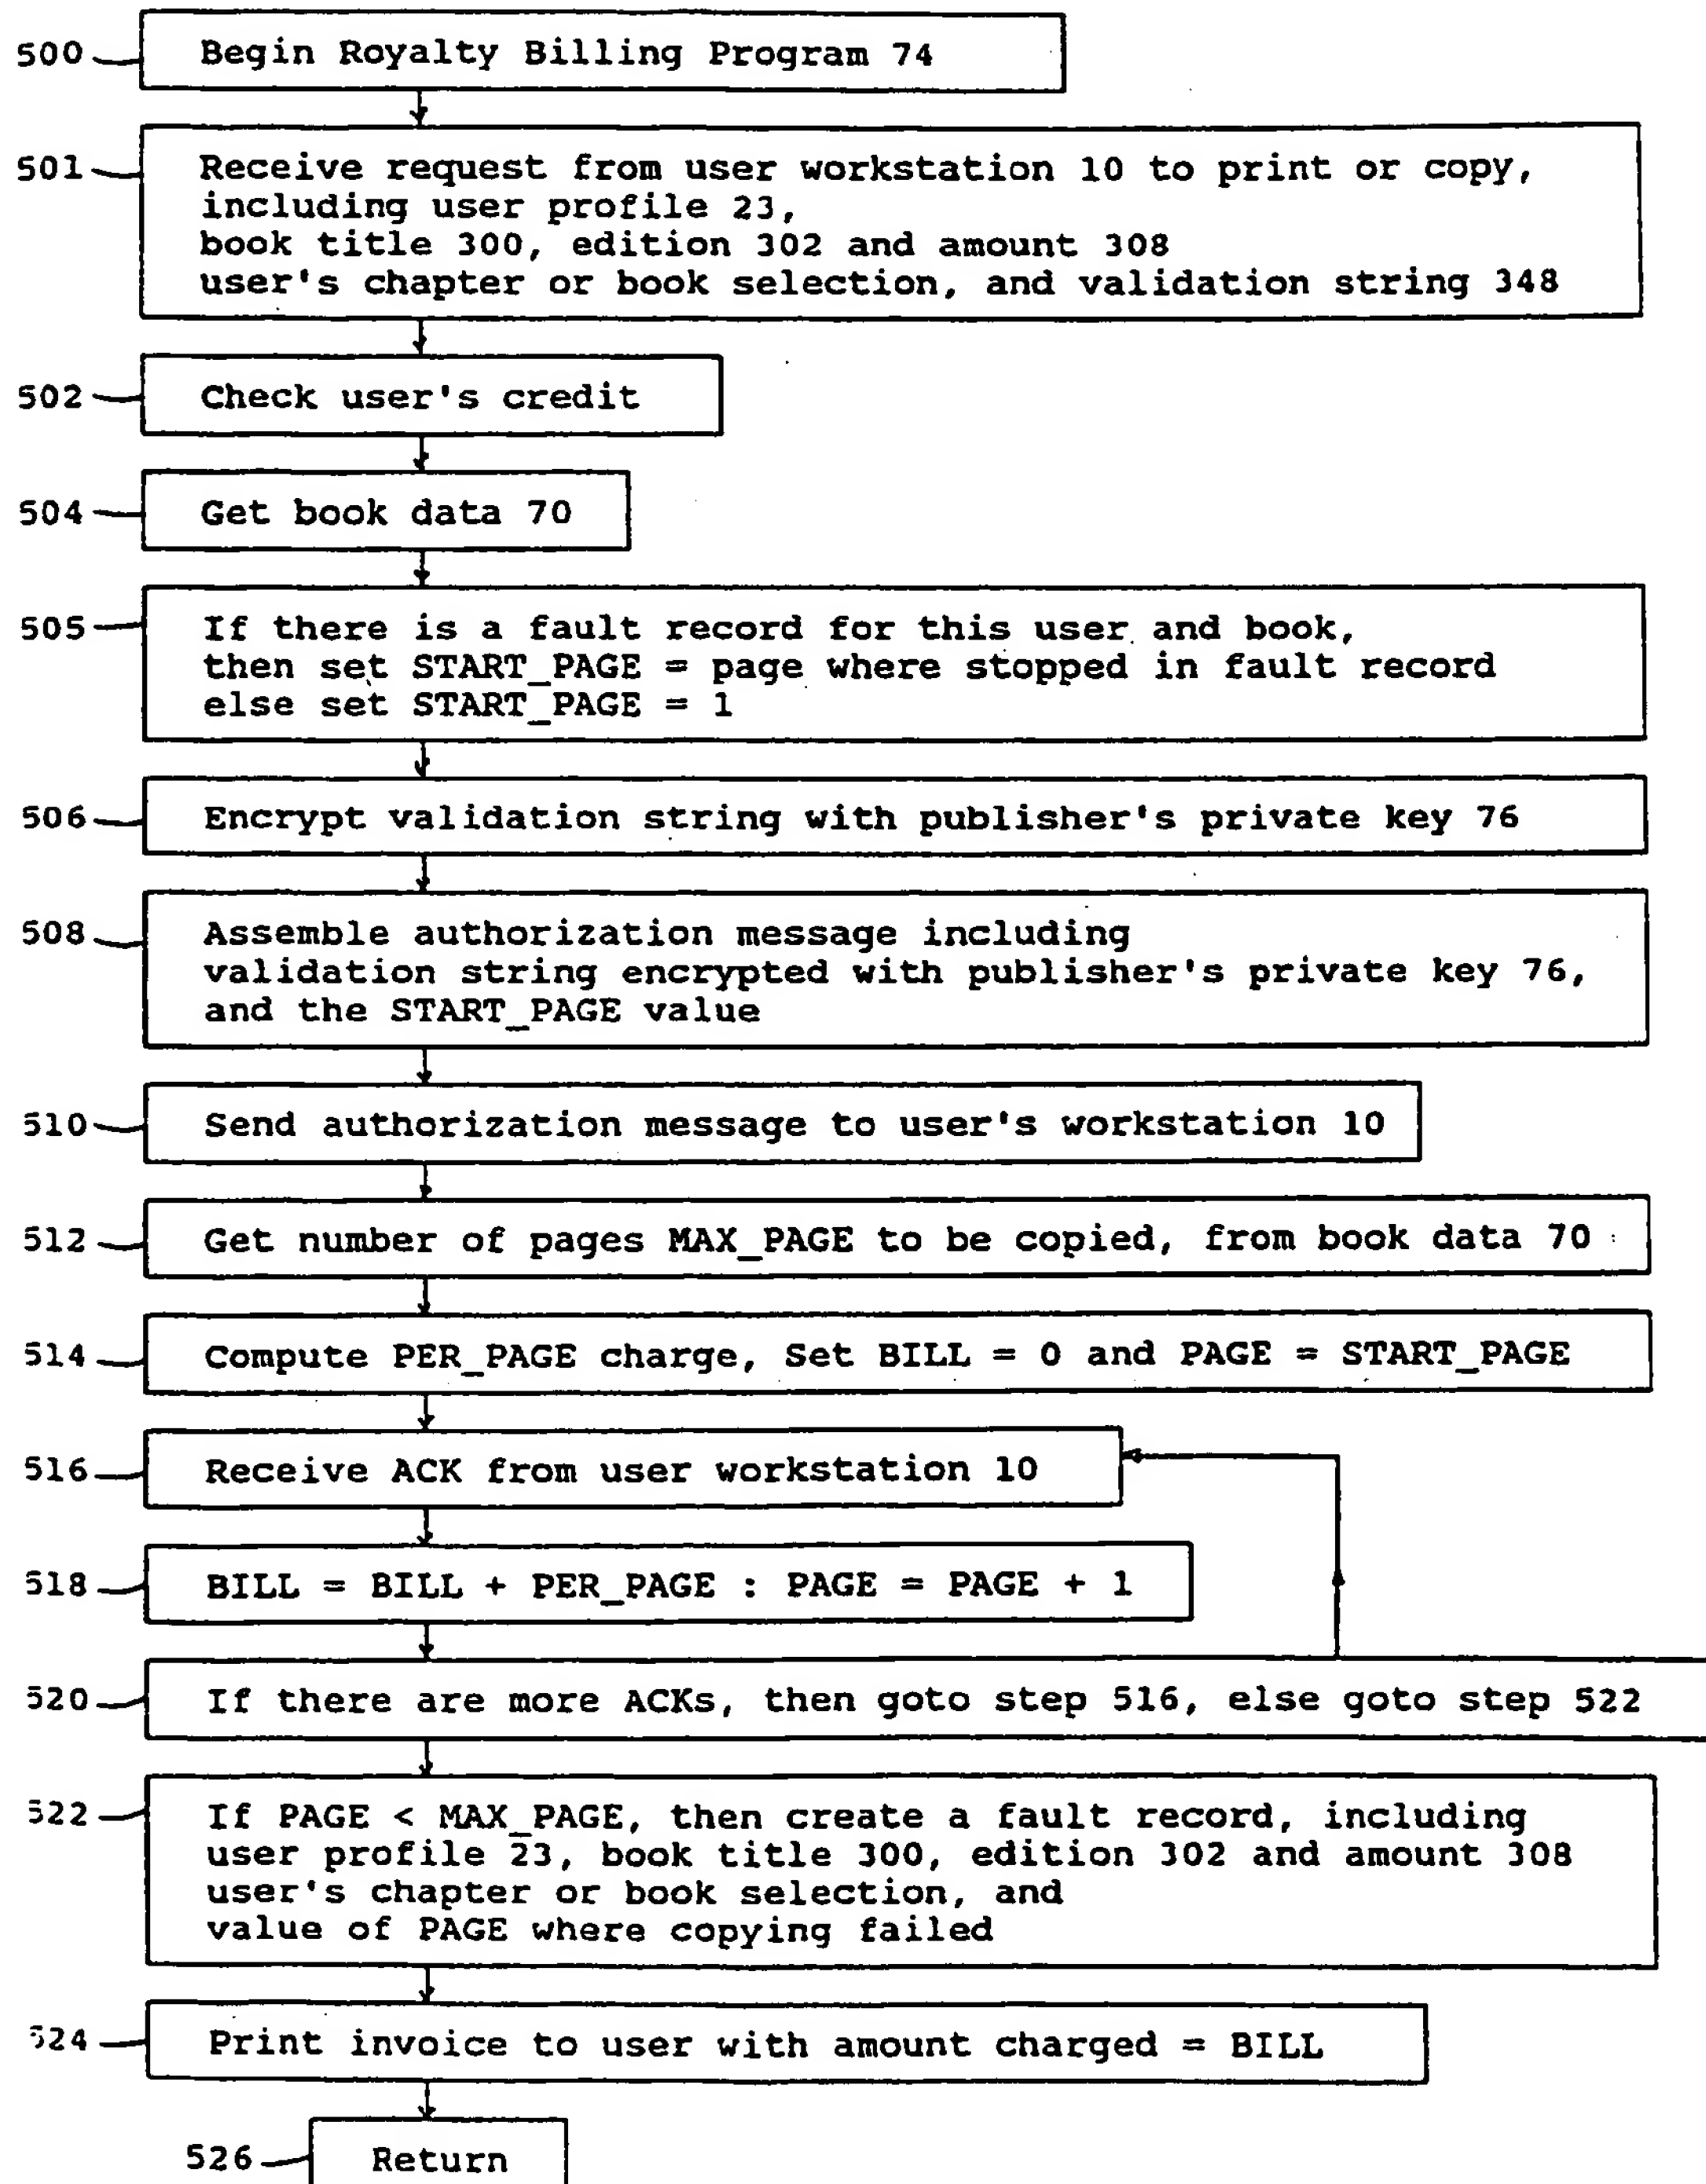 500 Begin Royalty Billing Program 74
501 Receive request from user workstation 10 to print or copy,
including user profile 23,
book title 300, edition 302 and amount 308
user's chapter or book selection, and validation string 348
502 Check user's credit
504 Get book data 70
505 If there is a fault record for this user and book,
then set START_PAGE = page where stopped in fault record
else set START_PAGE = 1
506 Encrypt validation string with publisher's private key 76
508 Assemble authorization message including
validation string encrypted with publisher's private key 76,
and the START_PAGE value
510 Send authorization message to user's workstation 10
512 Get number of pages MAX_PAGE to be copied, from book data 70
514 Compute PER_PAGE charge, Set BILL = 0 and PAGE = START_PAGE
516 Receive ACK from user workstation 10
518 BILL = BILL + PER_PAGE : PAGE = PAGE + 1
520 If there are more ACKs, then goto step 516, else goto step 522
522 If PAGE < MAX_PAGE, then create a fault record, including
user profile 23, book title 300, edition 302 and amount 308
user's chapter or book selection, and
value of PAGE where copying failed
524 Print invoice to user with amount charged = BILL
526 Return